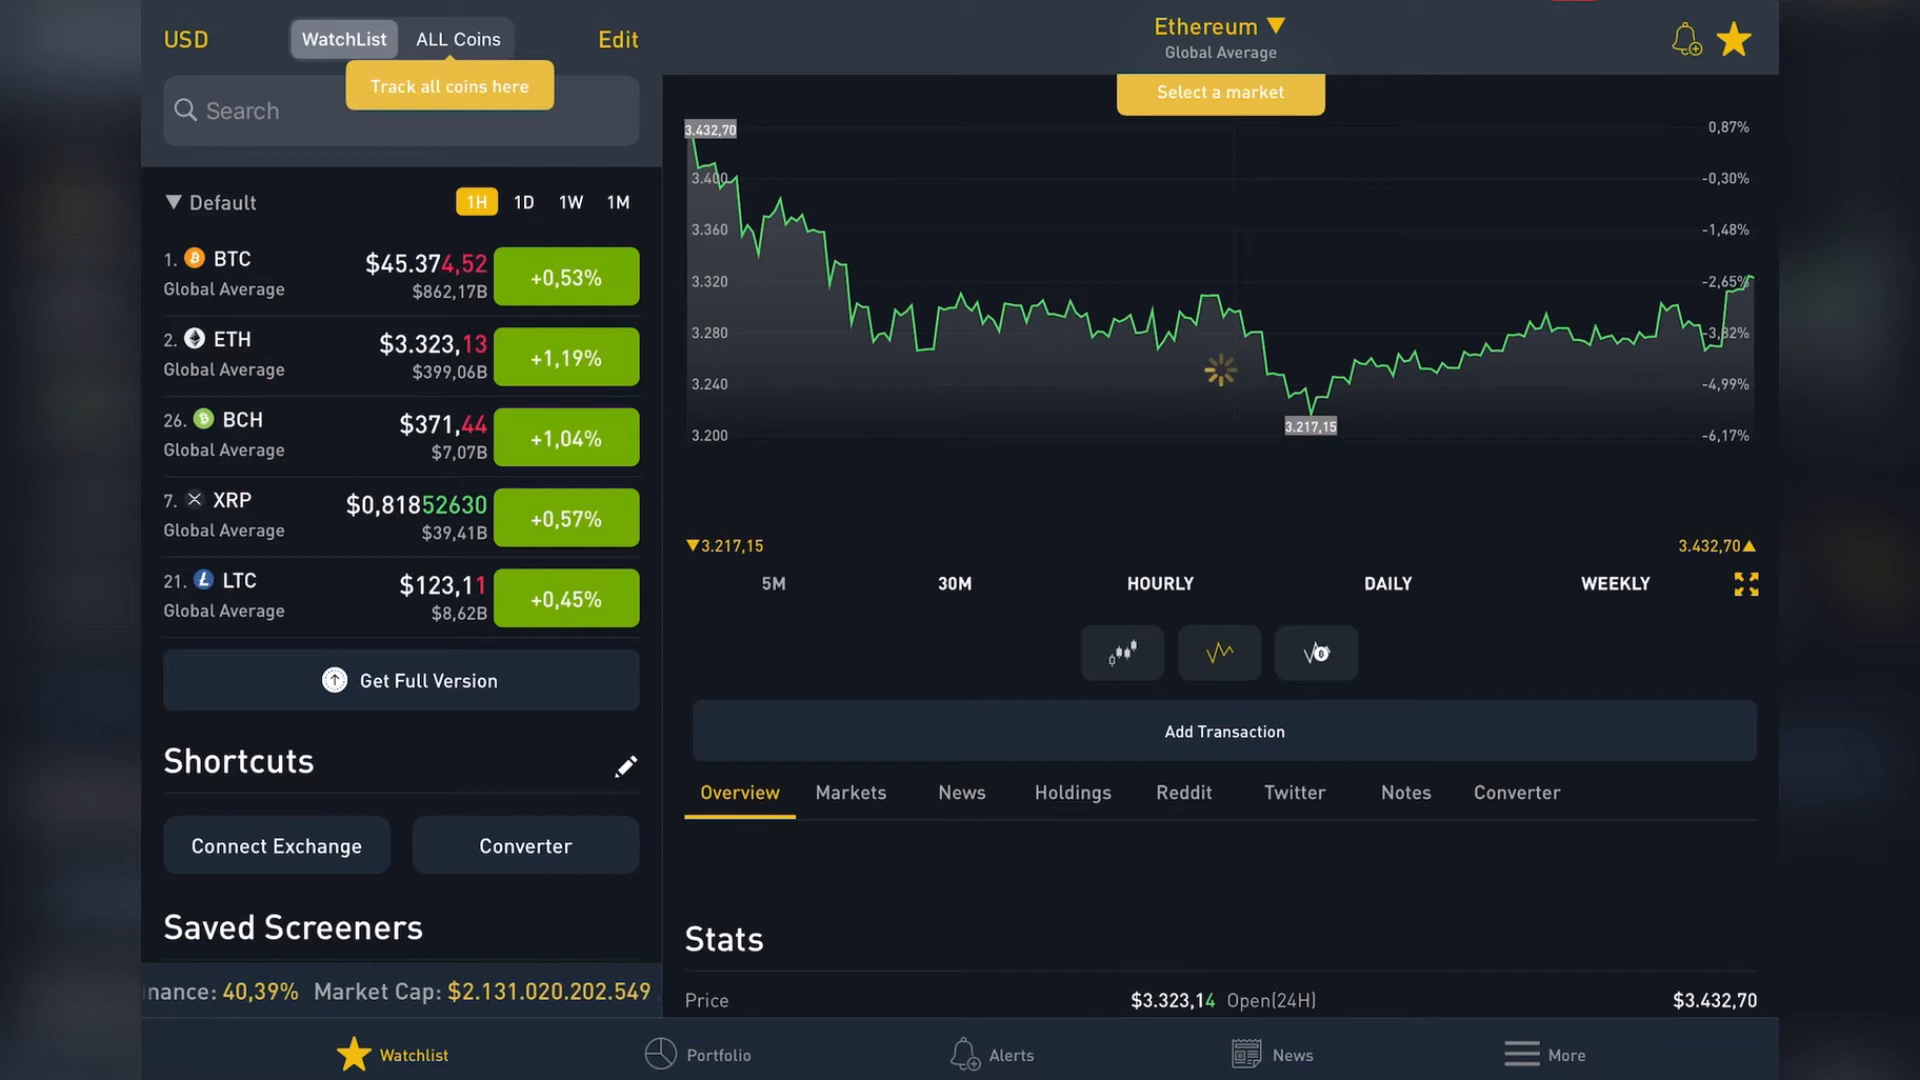 USD
WatchList
ALL Coins
Edit
Track all coins here
Search
Default
1H
1D
1W
1M
1.
BTC
Global Average
$45.374,52
$862,17B
+0,53%
2.
ETH
Global Average
$3.323,13
$399,06B
+1,19%
26.
BCH
Global Average
$371,44
$7,07B
+1,04%
7.
XRP
Global Average
$0,81852630
$39,41B
+0,57%
21.
LTC
Global Average
$123,11
$8,62B
+0,45%
Get Full Version
Shortcuts
Connect Exchange
Converter
Saved Screeners
nance: 40,39% Market Cap: $2.131.020.202.549
Ethereum
Global Average
Select a market
3.432,70
3.400
3.360
3.320
3.280
3.240
3.200
0,87%
-0,30%
-1,48%
-2,65%
-3,82%
-4,99%
-6,17%
3.217,15
3.217,15
3.432,70
5M
30M
HOURLY
DAILY
WEEKLY
Add Transaction
Overview
Markets
News
Holdings
Reddit
Twitter
Notes
Converter
Stats
Price
$3.323,14
Open(24H)
$3.432,70
Watchlist
Portfolio
Alerts
News
More